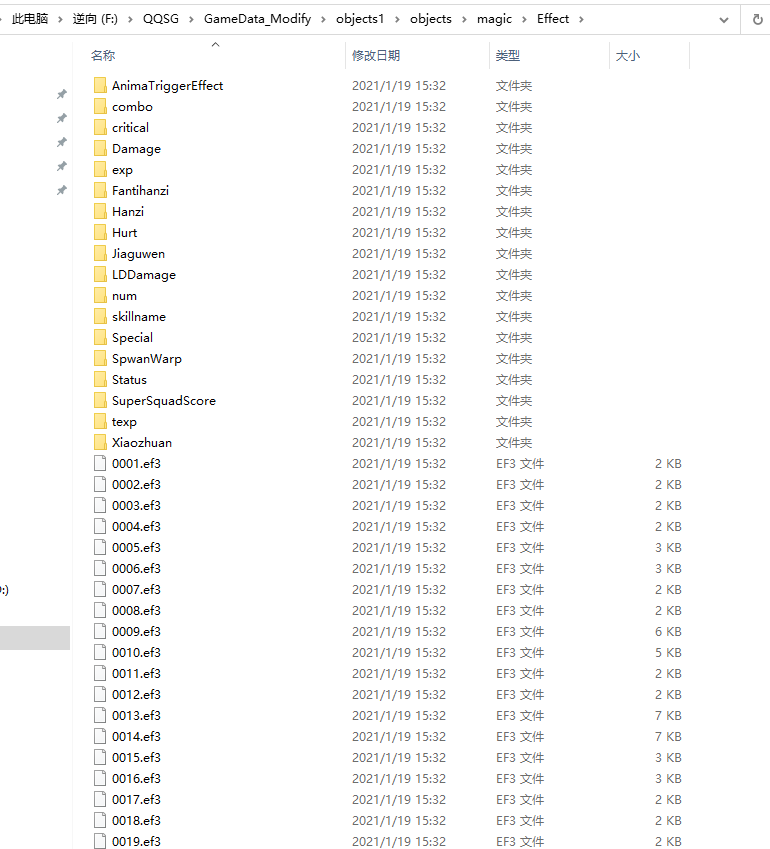 此电脑 > 逆向 (F:) > QQSG > GameData_Modify > objects1 > objects > magic > Effect >
名称 修改日期 类型 大小
AnimaTriggerEffect 2021/1/19 15:32 文件夹
combo 2021/1/19 15:32 文件夹
critical 2021/1/19 15:32 文件夹
Damage 2021/1/19 15:32 文件夹
exp 2021/1/19 15:32 文件夹
Fantihanzi 2021/1/19 15:32 文件夹
Hanzi 2021/1/19 15:32 文件夹
Hurt 2021/1/19 15:32 文件夹
Jiaguwen 2021/1/19 15:32 文件夹
LDDamage 2021/1/19 15:32 文件夹
num 2021/1/19 15:32 文件夹
skillname 2021/1/19 15:32 文件夹
Special 2021/1/19 15:32 文件夹
SpwanWarp 2021/1/19 15:32 文件夹
Status 2021/1/19 15:32 文件夹
SuperSquadScore 2021/1/19 15:32 文件夹
texp 2021/1/19 15:32 文件夹
Xiaozhuan 2021/1/19 15:32 文件夹
0001.ef3 2021/1/19 15:32 EF3 文件 2 KB
0002.ef3 2021/1/19 15:32 EF3 文件 2 KB
0003.ef3 2021/1/19 15:32 EF3 文件 2 KB
0004.ef3 2021/1/19 15:32 EF3 文件 2 KB
0005.ef3 2021/1/19 15:32 EF3 文件 3 KB
0006.ef3 2021/1/19 15:32 EF3 文件 3 KB
0007.ef3 2021/1/19 15:32 EF3 文件 2 KB
0008.ef3 2021/1/19 15:32 EF3 文件 2 KB
0009.ef3 2021/1/19 15:32 EF3 文件 6 KB
0010.ef3 2021/1/19 15:32 EF3 文件 5 KB
0011.ef3 2021/1/19 15:32 EF3 文件 2 KB
0012.ef3 2021/1/19 15:32 EF3 文件 2 KB
0013.ef3 2021/1/19 15:32 EF3 文件 7 KB
0014.ef3 2021/1/19 15:32 EF3 文件 7 KB
0015.ef3 2021/1/19 15:32 EF3 文件 3 KB
0016.ef3 2021/1/19 15:32 EF3 文件 3 KB
0017.ef3 2021/1/19 15:32 EF3 文件 2 KB
0018.ef3 2021/1/19 15:32 EF3 文件 2 KB
0019.ef3 2021/1/19 15:32 EF3 文件 2 KB